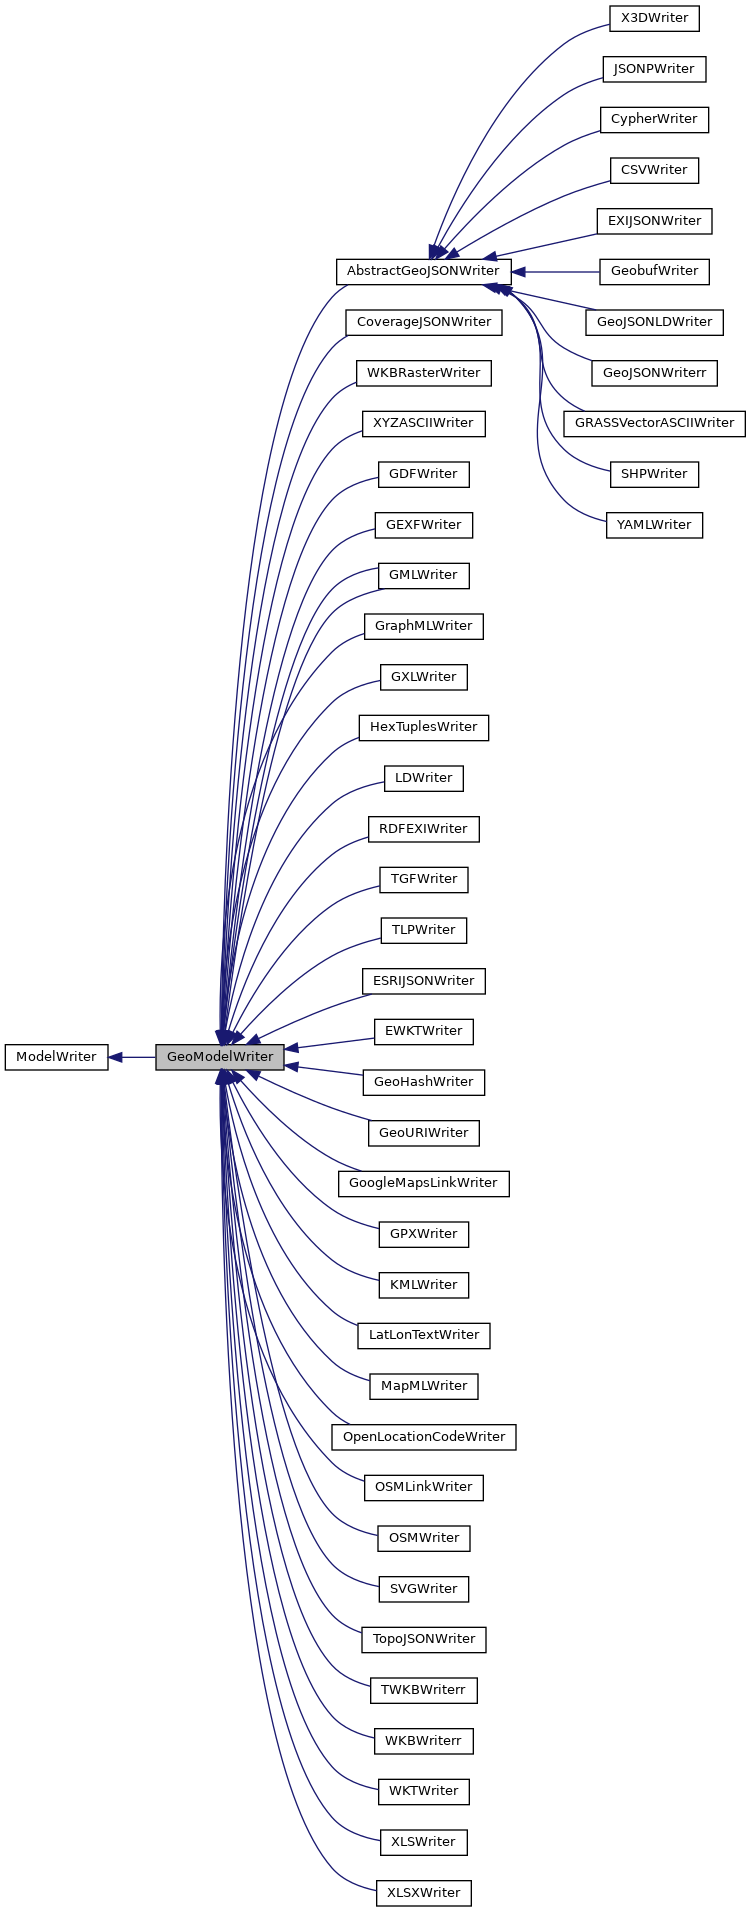 X3DWriter
JSONPWriter
CypherWriter
CSVWriter
EXIJSONWriter
AbstractGeoJSONWriter
GeobufWriter
CoverageJSONWriter
GeoJSONLDWriter
WKBRasterWriter
GeoJSONWriterr
XYZASCIIWriter
GRASSVectorASCIIWriter
GDFWriter
SHPWriter
GEXFWriter
YAMLWriter
GMLWriter
GraphMLWriter
GXLWriter
HexTuplesWriter
LDWriter
RDFEXIWriter
TGFWriter
TLPWriter
ESRIJSONWriter
EWKTWriter
ModelWriter
GeoModelWriter
GeoHashWriter
GeoURIWriter
GoogleMapsLinkWriter
GPXWriter
KMLWriter
LatLonTextWriter
MapMLWriter
OpenLocationCodeWriter
OSMLinkWriter
OSMWriter
SVGWriter
TopoJSONWriter
TWKBWriterr
WKBWriterr
WKTWriter
XLSWriter
XLSXWriter